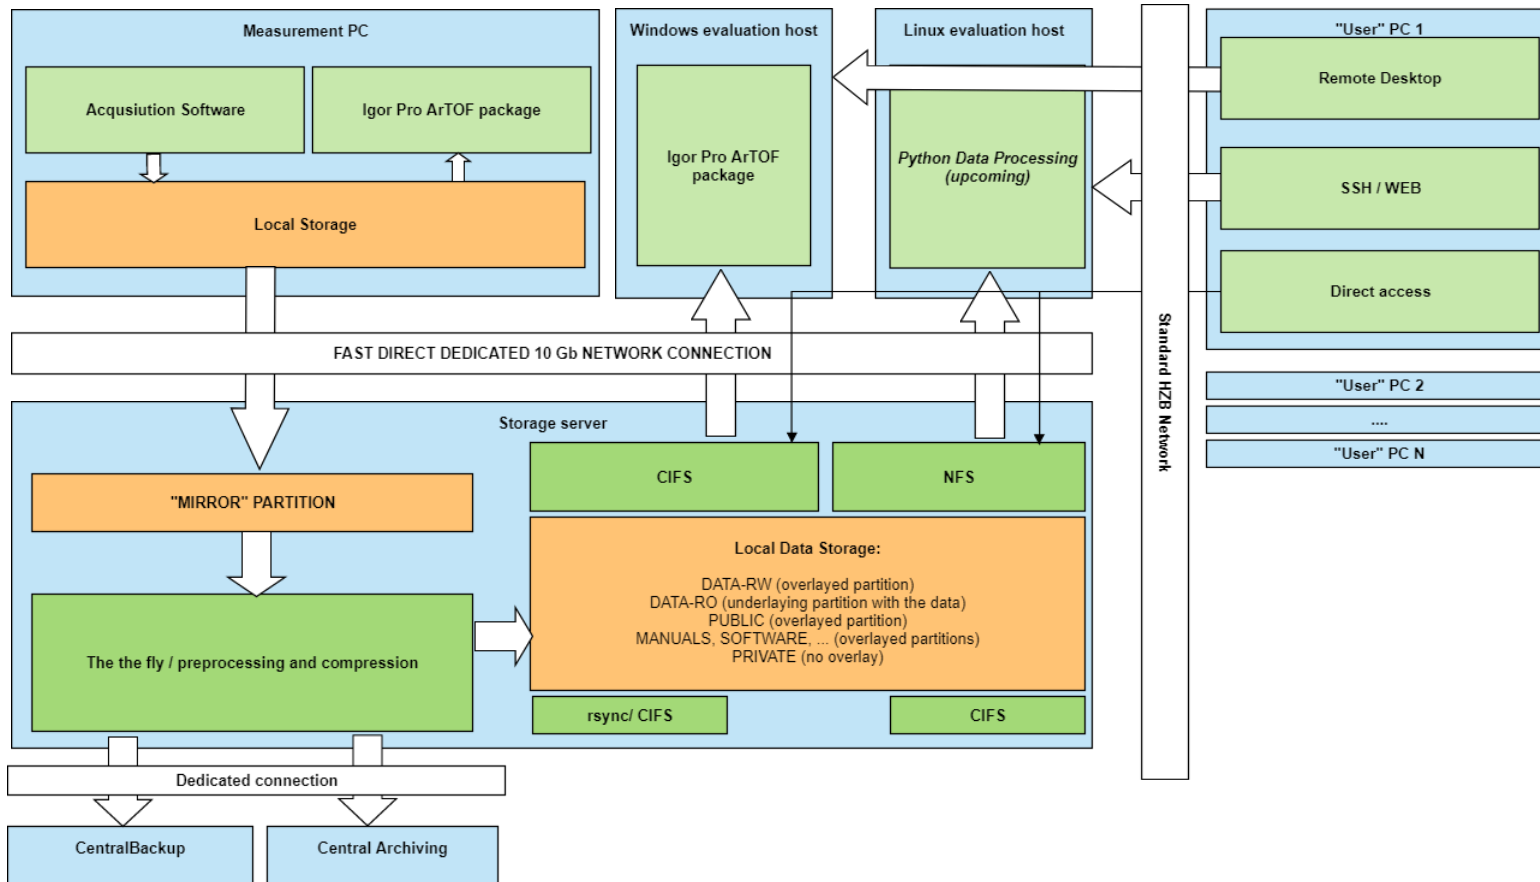 Measurement PC
Acqusiution Software
Igor Pro ArTOF package
Local Storage
Windows evaluation host
Igor Pro ArTOF
package
Linux evaluation host
Python Data Processing
(upcoming)
Standard HZB Network
"User" PC 1
Remote Desktop
SSH / WEB
Direct access
"User" PC 2
....
"User" PC N
FAST DIRECT DEDICATED 10 Gb NETWORK CONNECTION
Storage server
"MIRROR" PARTITION
The the fly / preprocessing and compression
CIFS
NFS
Local Data Storage:
DATA-RW (overlayed partition)
DATA-RO (underlaying partition with the data)
PUBLIC (overlayed partition)
MANUALS, SOFTWARE, ... (overlayed partitions)
PRIVATE (no overlay)
rsync/ CIFS
CIFS
Dedicated connection
CentralBackup
Central Archiving